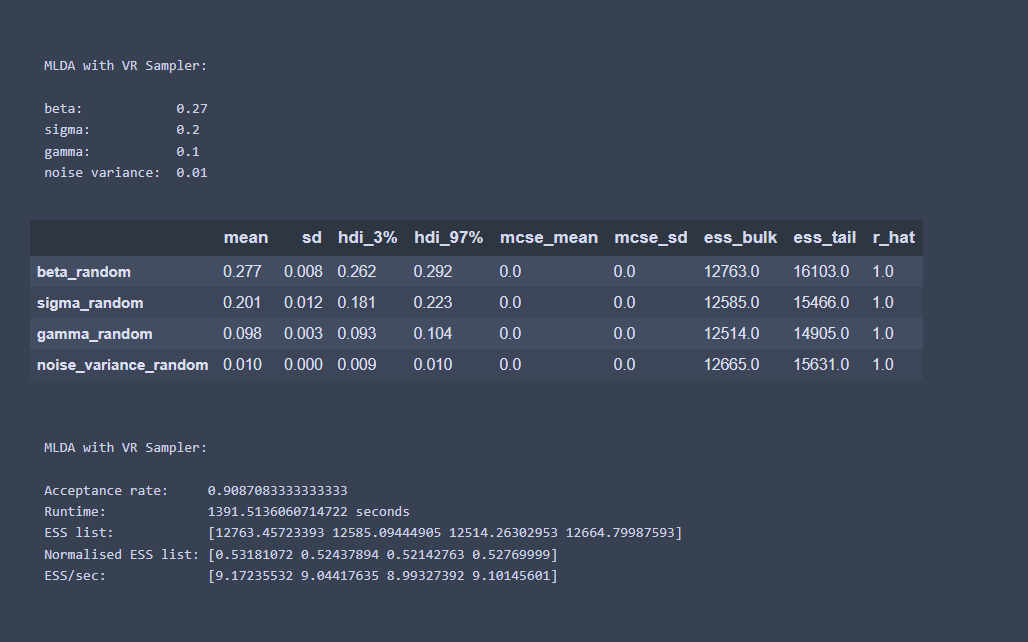 MLDA with VR Sampler:
beta: 0.27
sigma: 0.2
gamma: 0.1
noise variance: 0.01
mean sd hdi_3% hdi_97% mcse_mean mcse_sd ess_bulk ess_tail r_hat
beta_random 0.277 0.008 0.262 0.292 0.0 0.0 12763.0 16103.0 1.0
sigma_random 0.201 0.012 0.181 0.223 0.0 0.0 12585.0 15466.0 1.0
gamma_random 0.098 0.003 0.093 0.104 0.0 0.0 12514.0 14905.0 1.0
noise_variance_random 0.010 0.000 0.009 0.010 0.0 0.0 12665.0 15631.0 1.0
MLDA with VR Sampler:
Acceptance rate: 0.9087083333333333
Runtime: 1391.5136060714722 seconds
ESS list: [12763.45723393 12585.09444905 12514.26302953 12664.79987593]
Normalised ESS list: [0.53181072 0.52437894 0.52142763 0.52769999]
ESS/sec: [9.17235532 9.04417635 8.99327392 9.10145601]